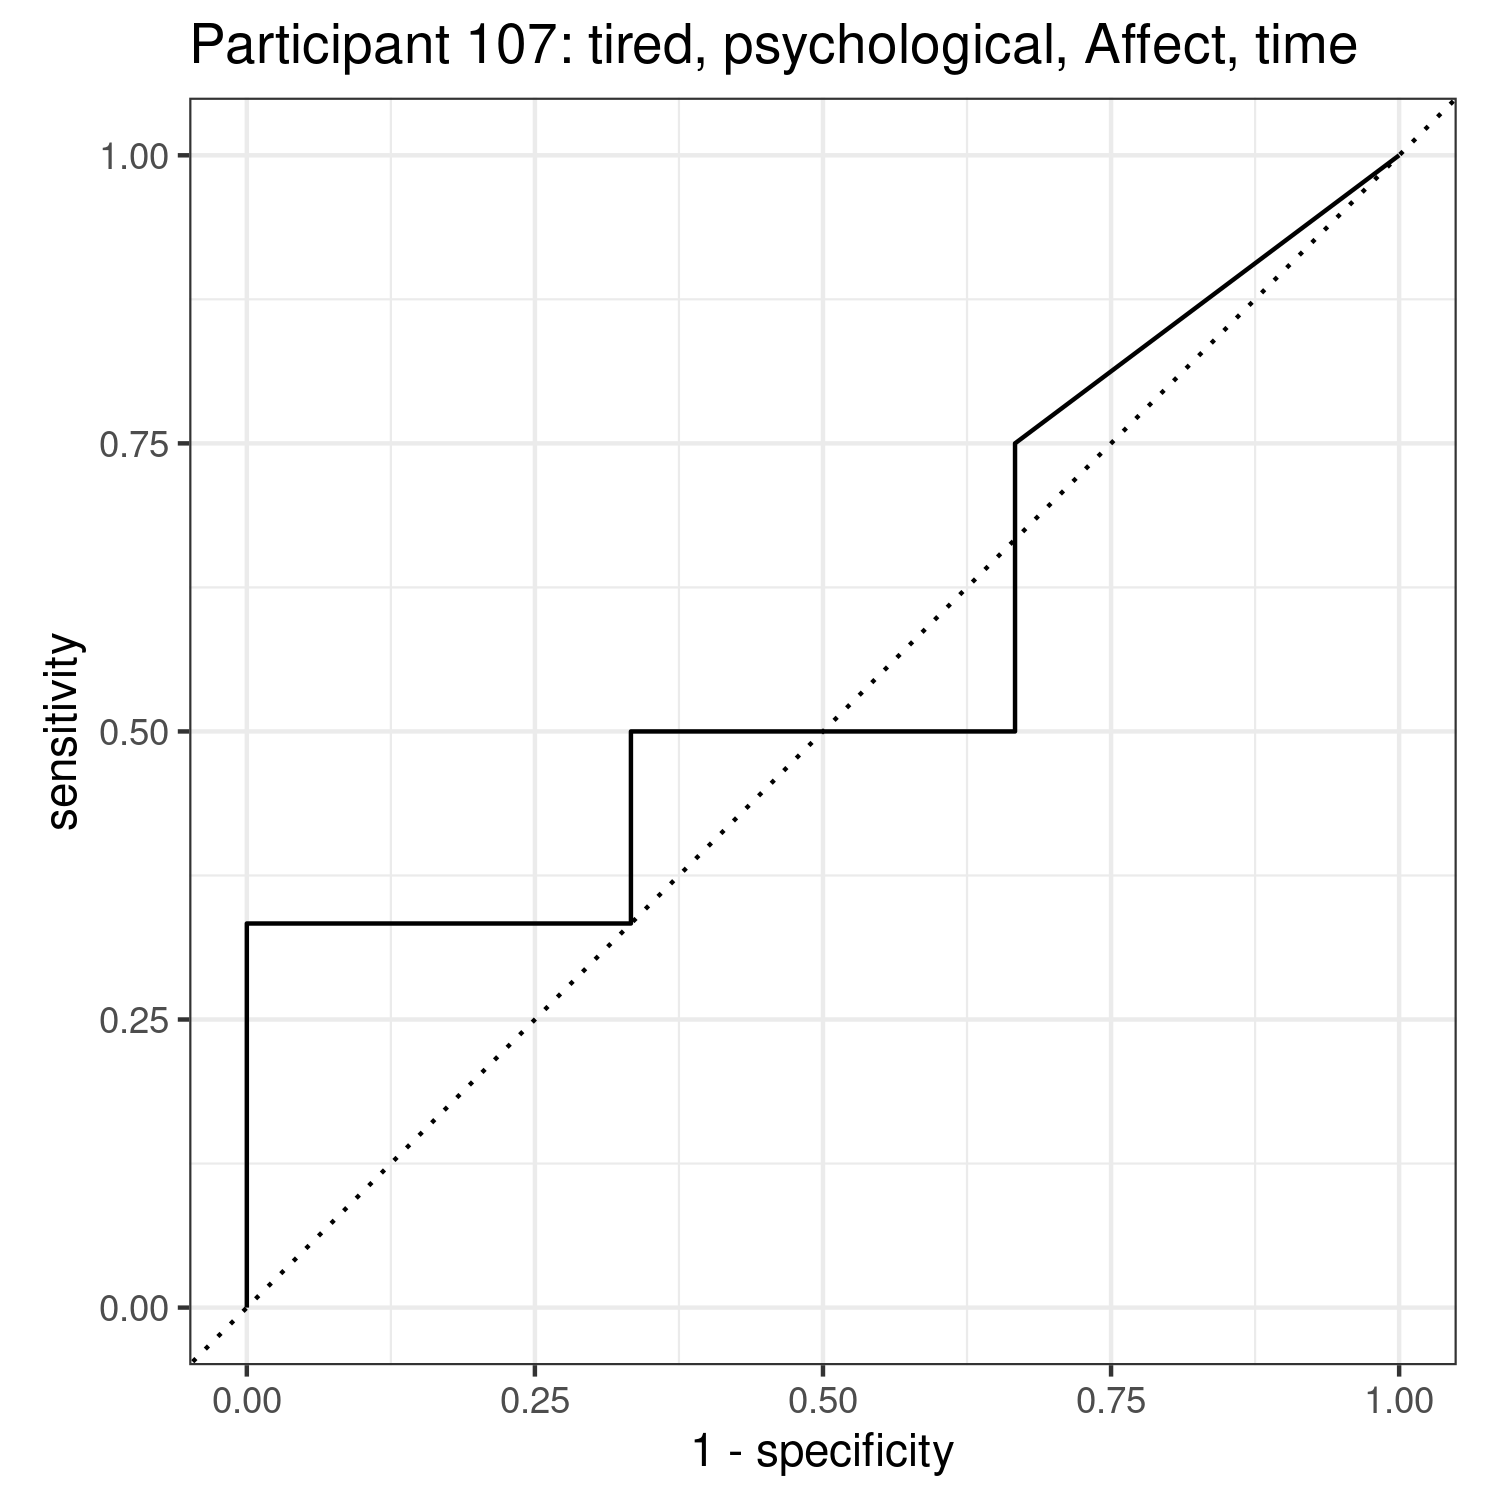 Participant 107: tired, psychological, Affect, time
1.00
0.75
0.50
0.25
0.00
sensitivity
0.00 0.25 0.50 0.75 1.00
1 - specificity